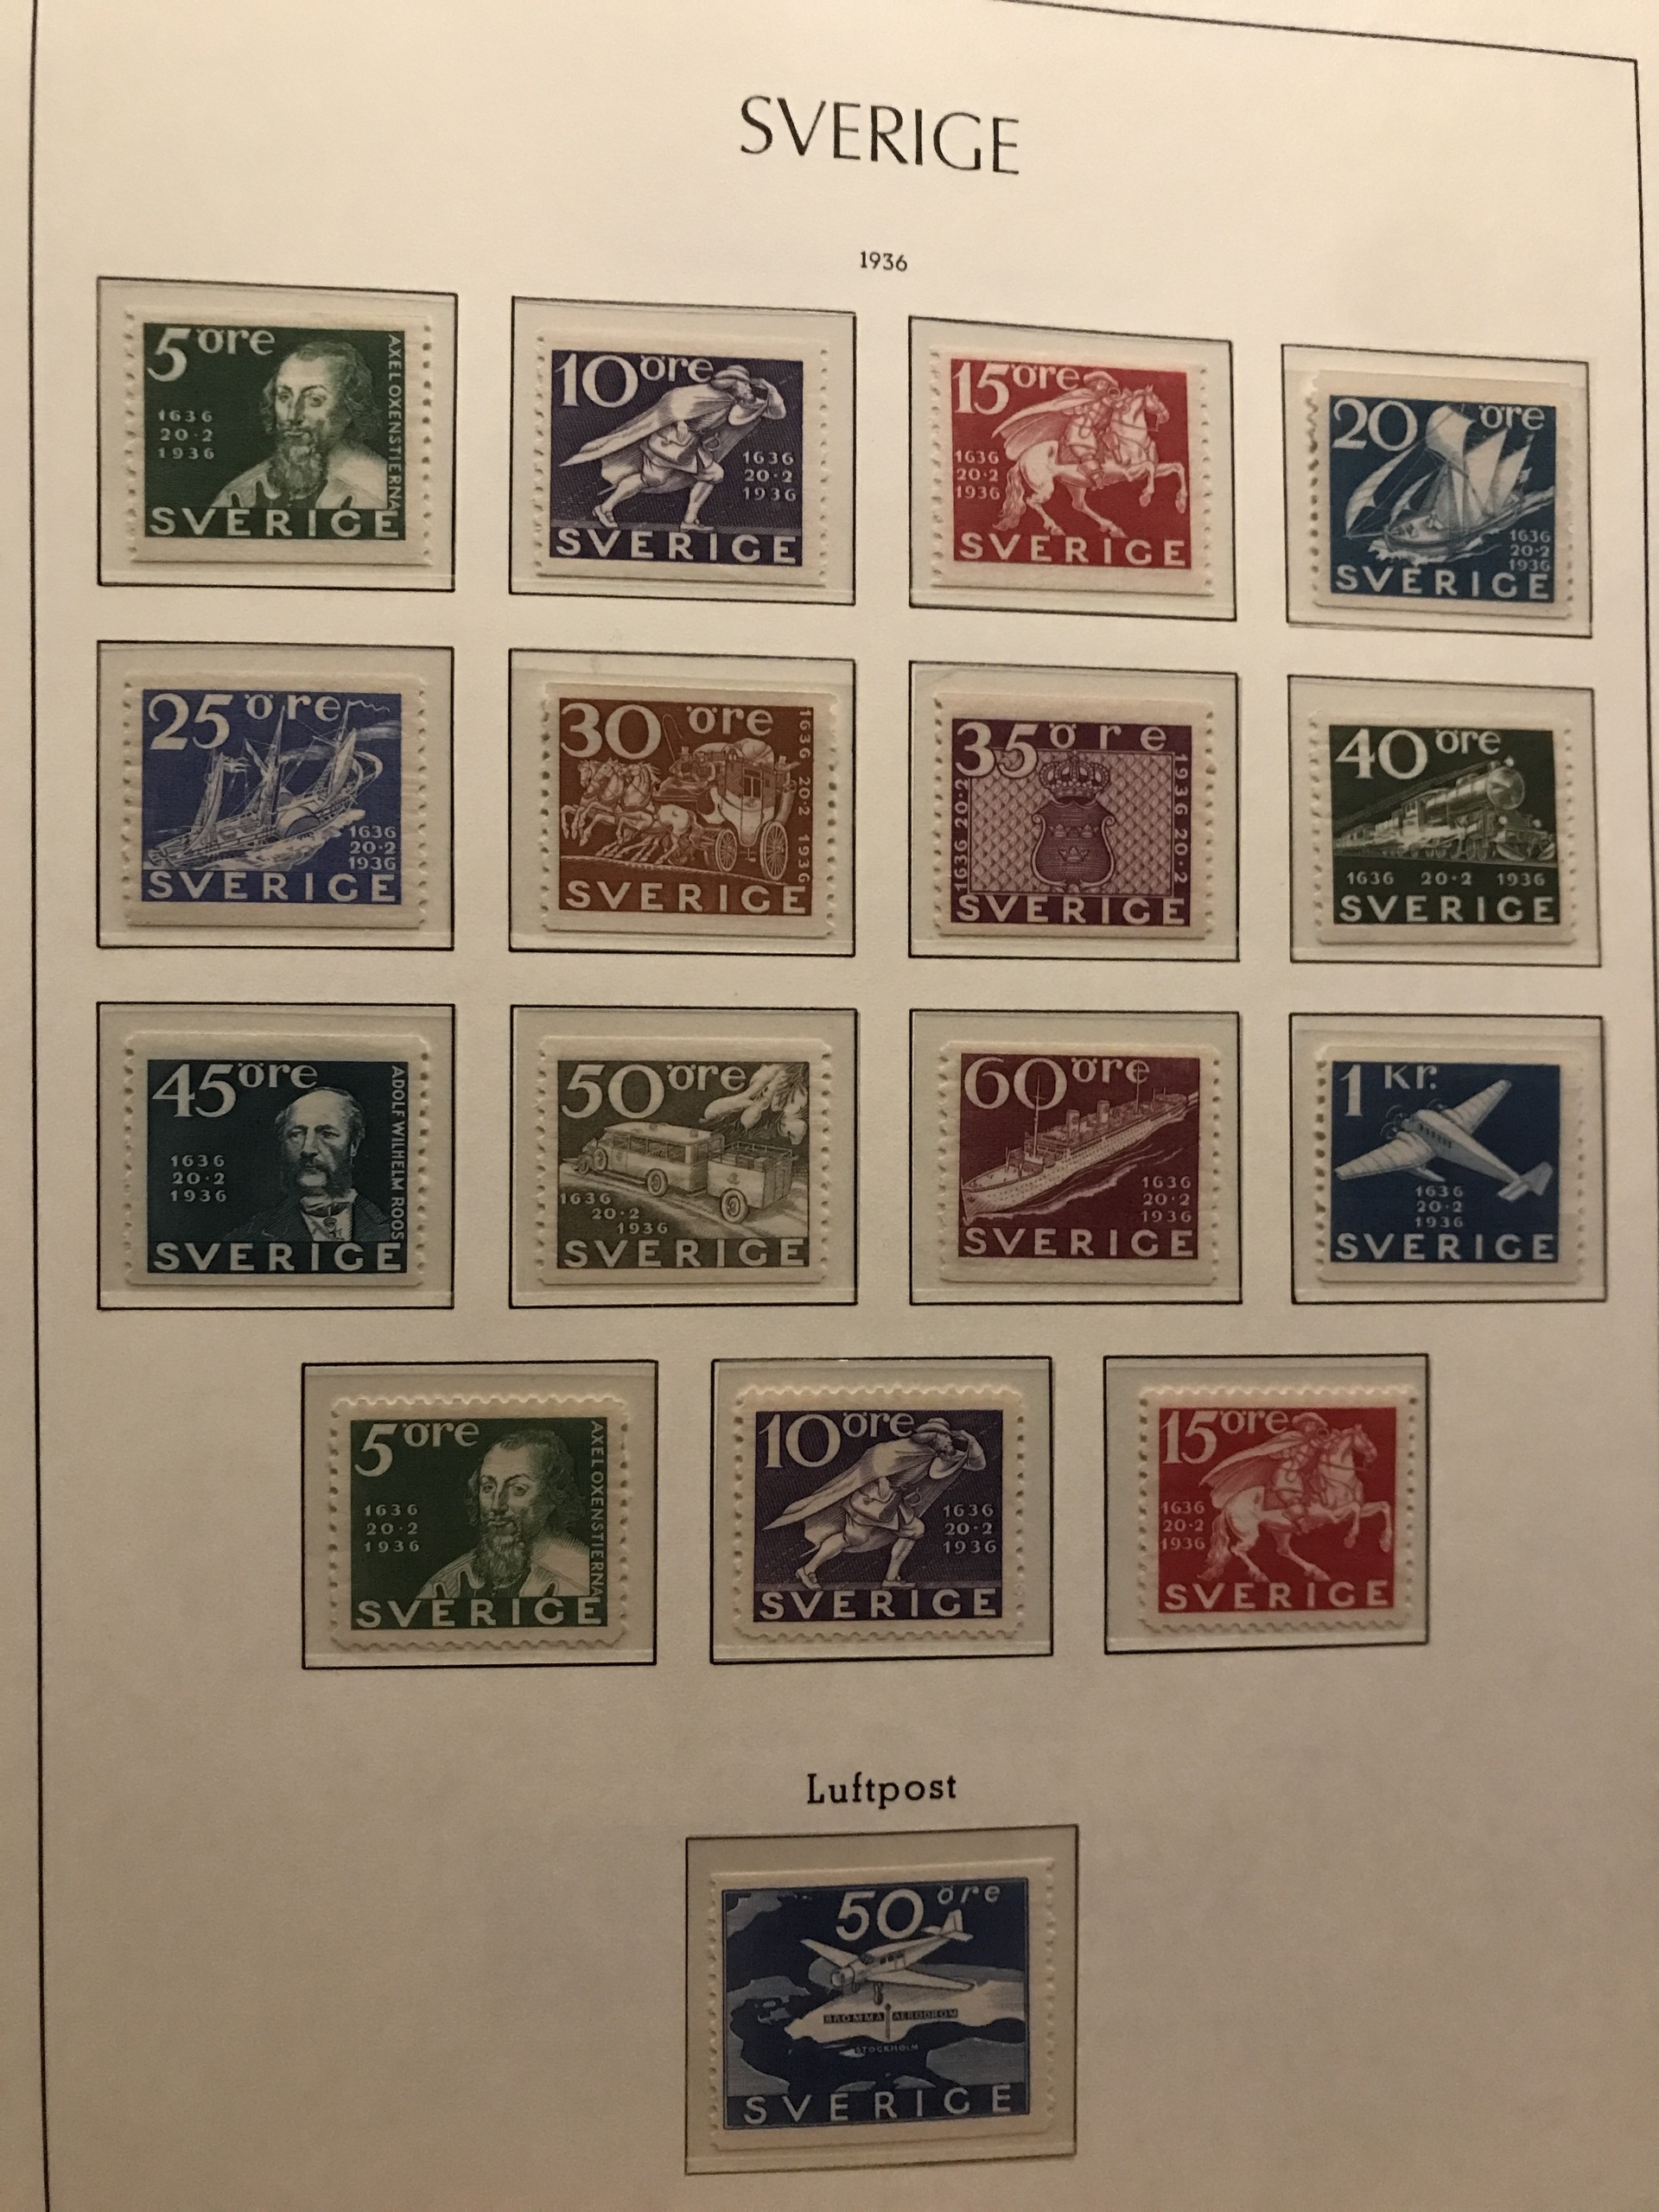 SVERIGE
1936
5 öre
AXEL OXENSTIERNA
1636
20·2
1936
SVERIGE
10 öre
1636
20·2
1936
SVERIGE
15 öre
1636
20·2
1936
SVERIGE
20 öre
1636
20·2
1936
SVERIGE
25 öre
1636
20·2
1936
SVERIGE
30 öre
1636 20·2 1936
SVERIGE
35 öre
1636 20·2
1936 20·2
SVERIGE
40 öre
1636 20·2 1936
SVERIGE
45 öre
ADOLF WILHELM ROOS
1636
20·2
1936
SVERIGE
50 öre
1636
20·2
1936
SVERIGE
60 öre
1636
20·2
1936
SVERIGE
1 Kr.
1636
20·2
1936
SVERIGE
5 öre
AXEL OXENSTIERNA
1636
20·2
1936
SVERIGE
10 öre
1636
20·2
1936
SVERIGE
15 öre
1636
20·2
1936
SVERIGE
Luftpost
50 öre
BROMMA AERODROM
STOCKHOLM
SVERIGE